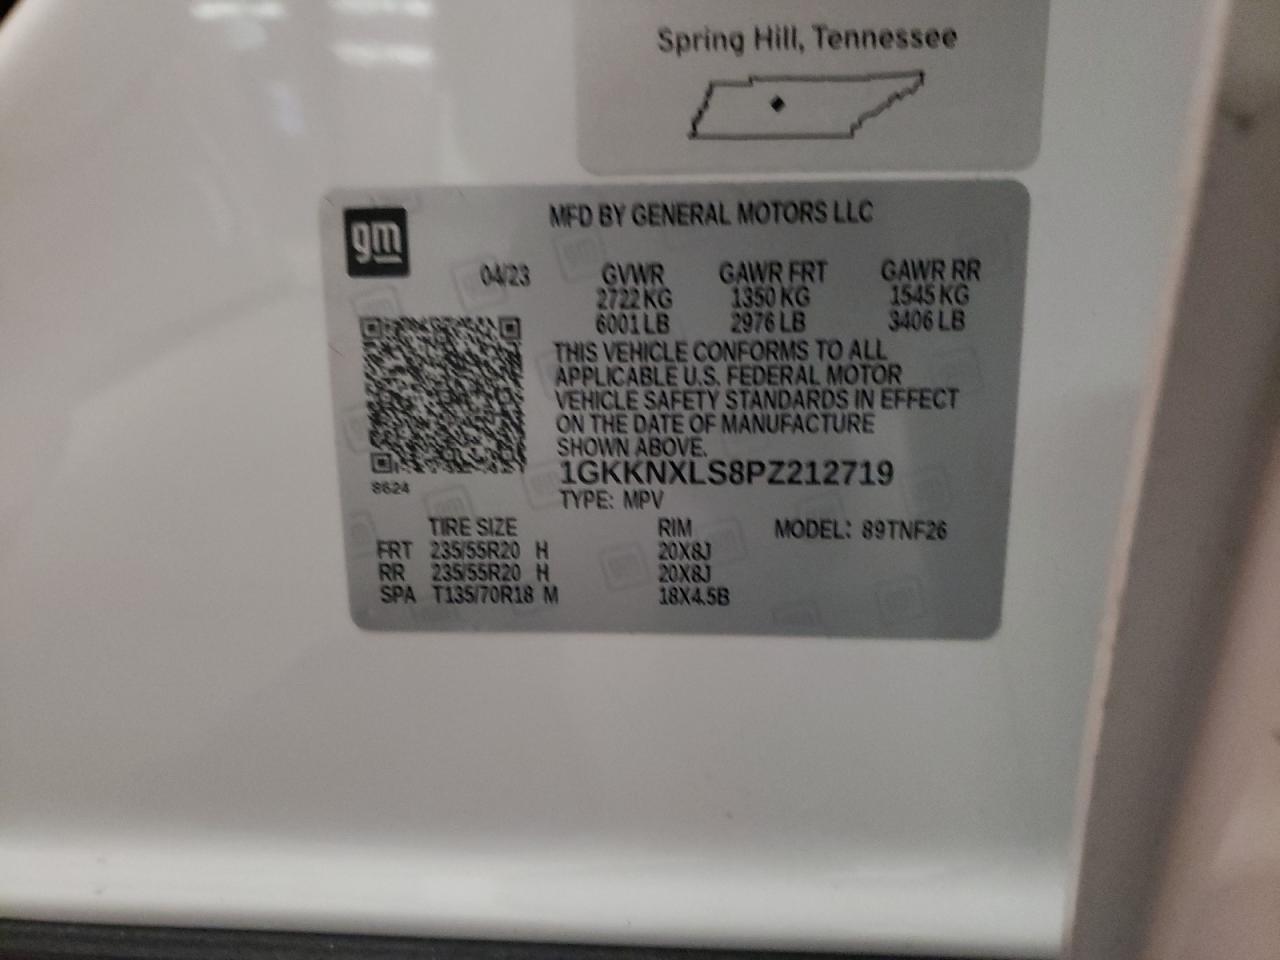 Spring Hill, Tennessee
gm
MFD BY GENERAL MOTORS LLC
04/23 GVWR GAWR FRT GAWR RR
2722 KG 1350 KG 1545 KG
6001 LB 2976 LB 3406 LB
THIS VEHICLE CONFORMS TO ALL
APPLICABLE U.S. FEDERAL MOTOR
VEHICLE SAFETY STANDARDS IN EFFECT
ON THE DATE OF MANUFACTURE
SHOWN ABOVE.
1GKKNXLS8PZ212719
8624
TYPE: MPV
TIRE SIZE RIM MODEL: 89TNF26
FRT 235/55R20 H 20X8J
RR 235/55R20 H 20X8J
SPA T135/70R18 M 18X4.5B